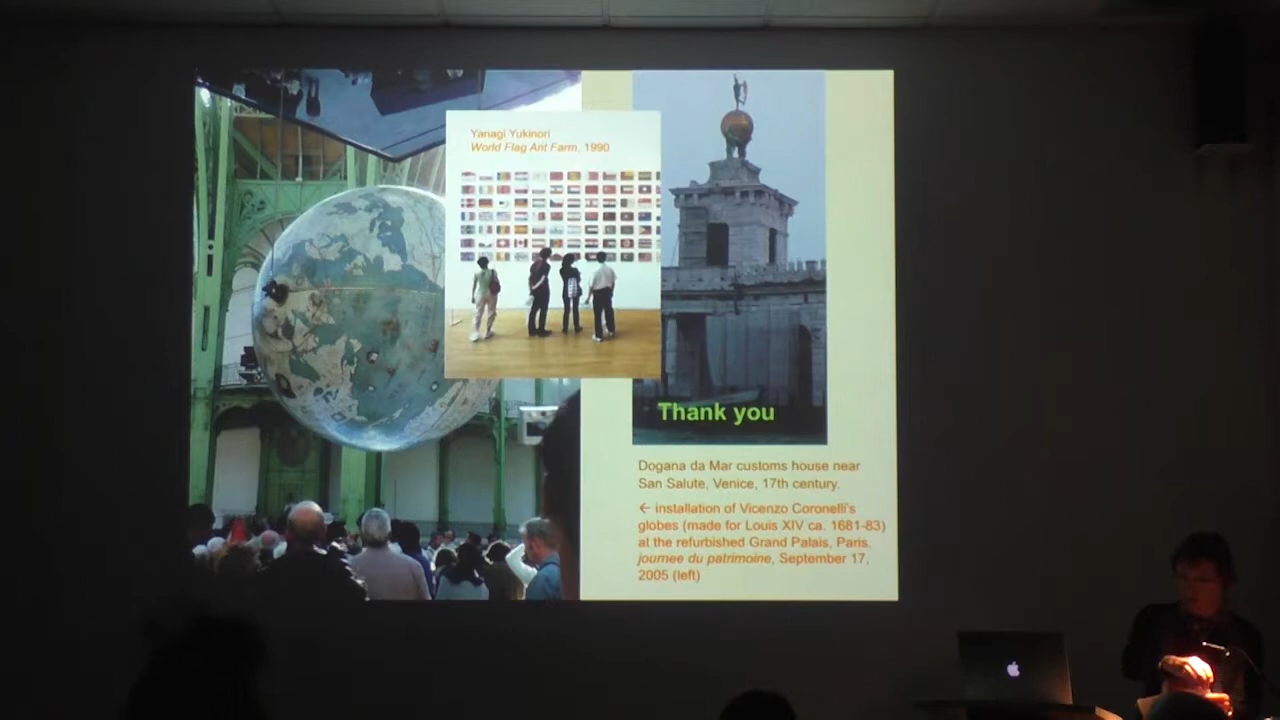 Yanagi Yukinori
World Flag Ant Farm, 1990
Thank you
Dogana da Mar customs house near
San Salute, Venice, 17th century.
← installation of Vicenzo Coronelli's
globes (made for Louis XIV ca. 1681-83)
at the refurbished Grand Palais, Paris,
journee du patrimoine, September 17,
2005 (left)